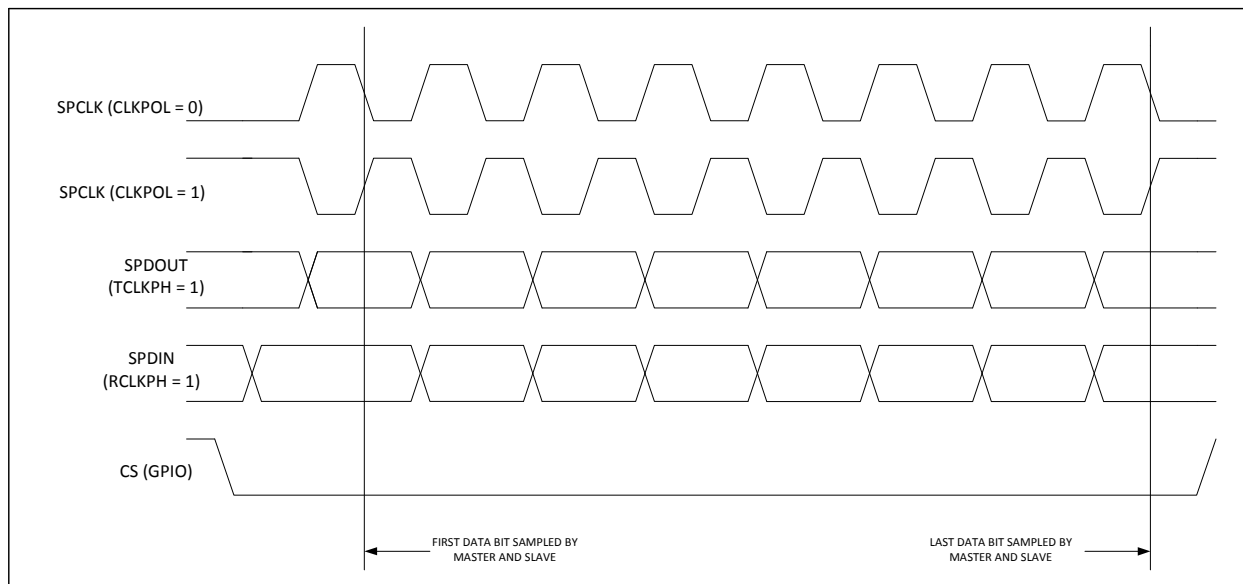 SPCLK (CLKPOL = 0)
SPCLK (CLKPOL = 1)
SPDOUT
(TCLKPH = 1)
SPDIN
(RCLKPH = 1)
CS (GPIO)
FIRST DATA BIT SAMPLED BY
MASTER AND SLAVE
LAST DATA BIT SAMPLED BY
MASTER AND SLAVE